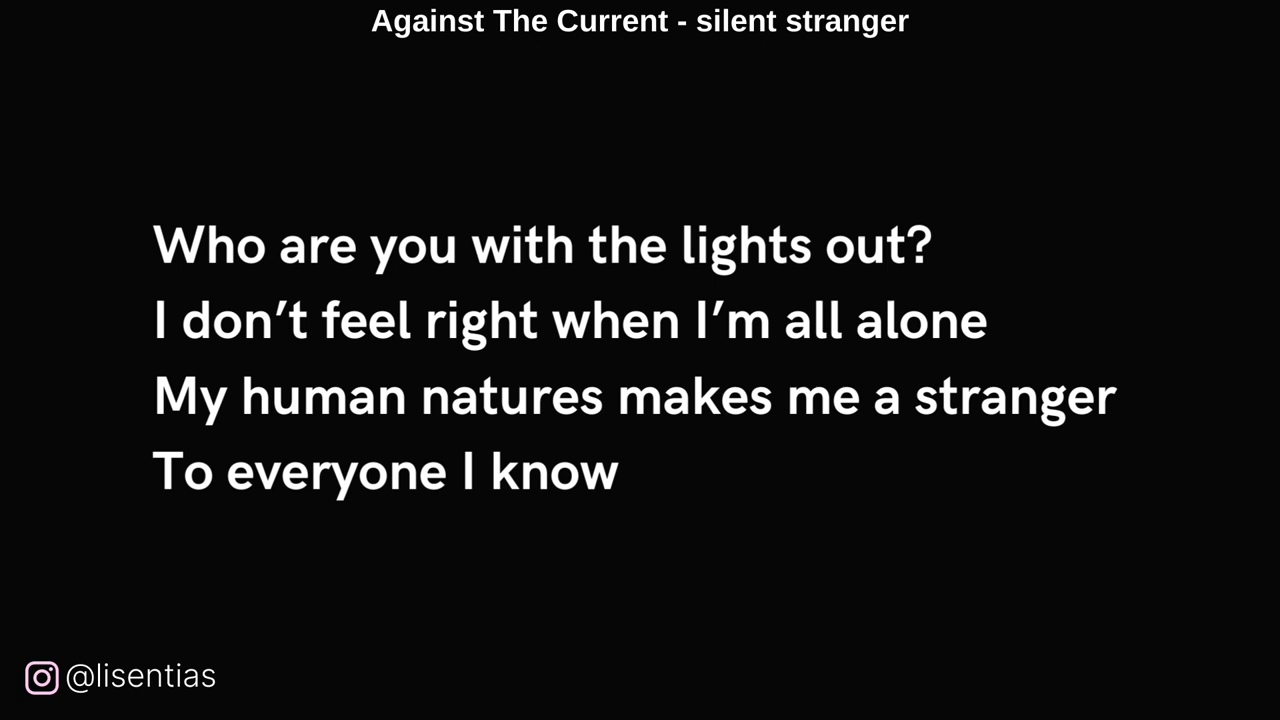 Against The Current - silent stranger
Who are you with the lights out?
I don’t feel right when I’m all alone
My human natures makes me a stranger
To everyone I know
@lisentias